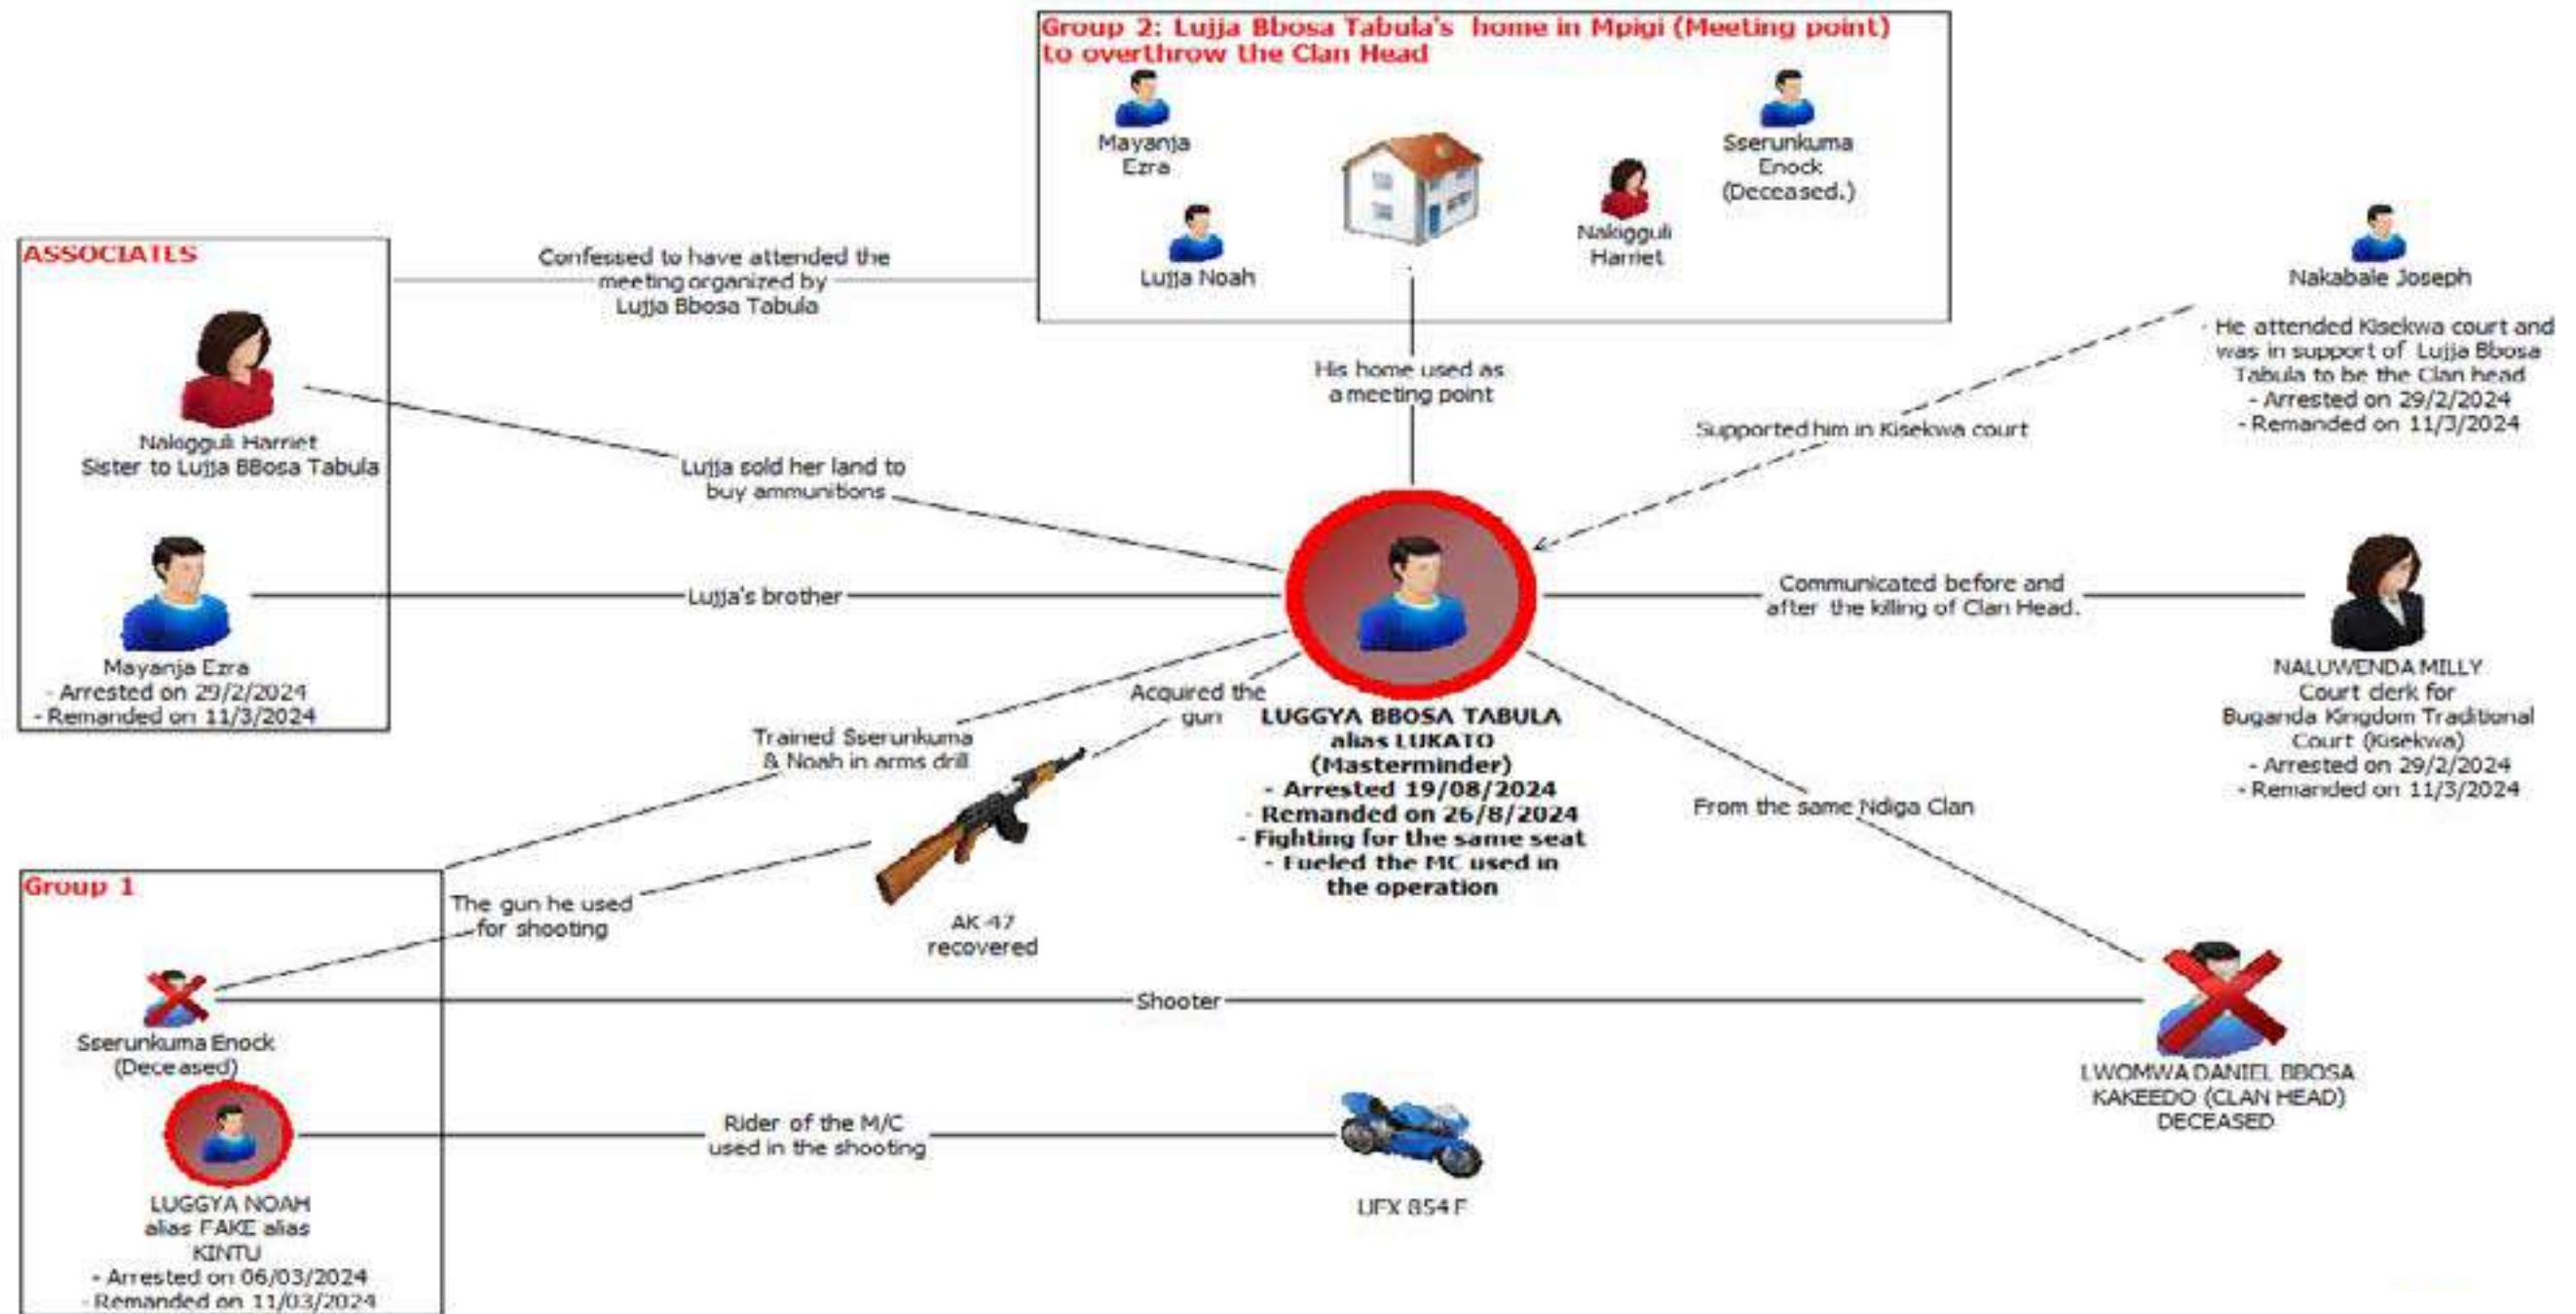 Group 2: Lujja Bbosa Tabula's home in Mpigi (Meeting point)
to overthrow the Clan Head
Mayanja
Ezra
Lujja Noah
Nakigguli
Harriet
Sserunkuma
Enock
(Deceased.)
ASSOCIATES
Nakigguli Harriet
Sister to Lujja BBosa Tabula
Mayanja Ezra
- Arrested on 29/2/2024
- Remanded on 11/3/2024
Confessed to have attended the
meeting organized by
Lujja Bbosa Tabula
His home used as
a meeting point
Nakabale Joseph
- He attended Kisekwa court and
was in support of Lujja Bbosa
Tabula to be the Clan head
- Arrested on 29/2/2024
- Remanded on 11/3/2024
Supported him in Kisekwa court
Lujja sold her land to
buy ammunitions
Lujja's brother
Communicated before and
after the killing of Clan Head.
NALUWENDA MILLY
Court clerk for
Buganda Kingdom Traditional
Court (Kisekwa)
- Arrested on 29/2/2024
- Remanded on 11/3/2024
Acquired the
gun
LUGGYA BBOSA TABULA
alias LUKATO
(Masterminder)
- Arrested 19/08/2024
- Remanded on 26/8/2024
- Fighting for the same seat
- Fueled the MC used in
the operation
Trained Sserunkuma
& Noah in arms drill
From the same Ndiga Clan
Group 1
The gun he used
for shooting
AK-47
recovered
Sserunkuma Enock
(Deceased)
Shooter
LWOMWA DANIEL BBOSA
KAKEEDO (CLAN HEAD)
DECEASED
LUGGYA NOAH
alias FAKE alias
KINTU
- Arrested on 06/03/2024
- Remanded on 11/03/2024
Rider of the M/C
used in the shooting
UFX 854 F